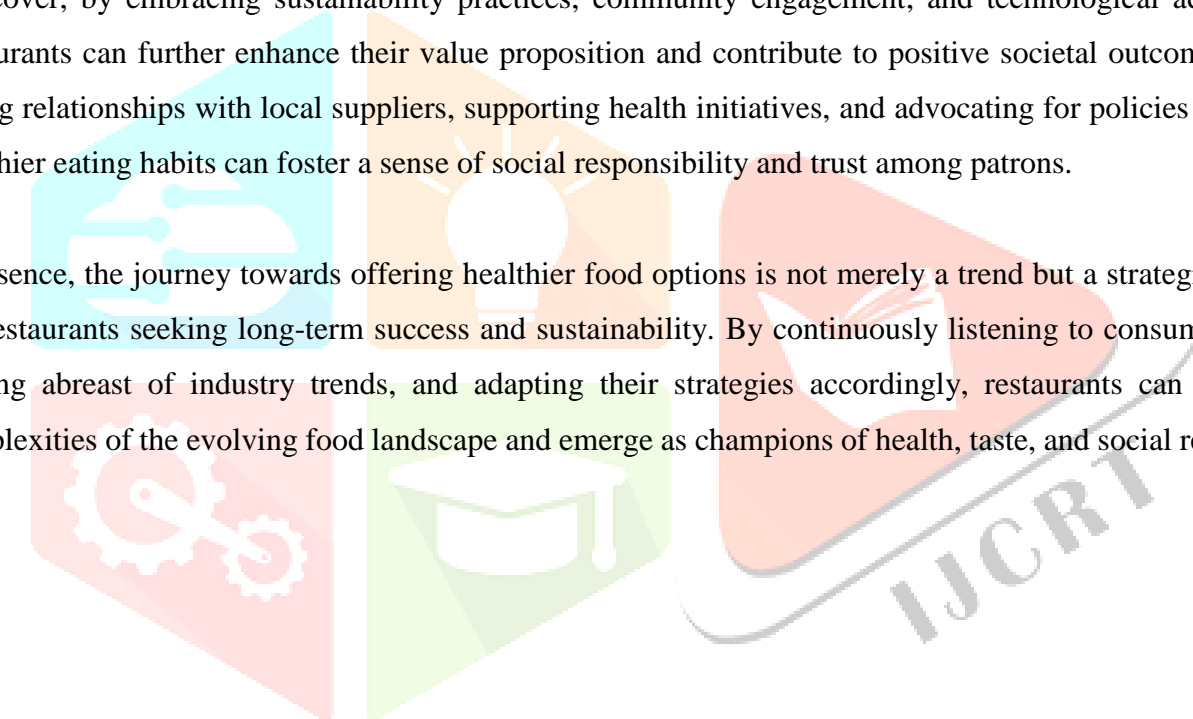 eover, by embracing sustainability practices, community engagement, and technological ad
urants can further enhance their value proposition and contribute to positive societal outcom
g relationships with local suppliers, supporting health initiatives, and advocating for policies
hier eating habits can foster a sense of social responsibility and trust among patrons.
sence, the journey towards offering healthier food options is not merely a trend but a strategi
estaurants seeking long-term success and sustainability. By continuously listening to consum
ng abreast of industry trends, and adapting their strategies accordingly, restaurants can
plexities of the evolving food landscape and emerge as champions of health, taste, and social re
IJCRT